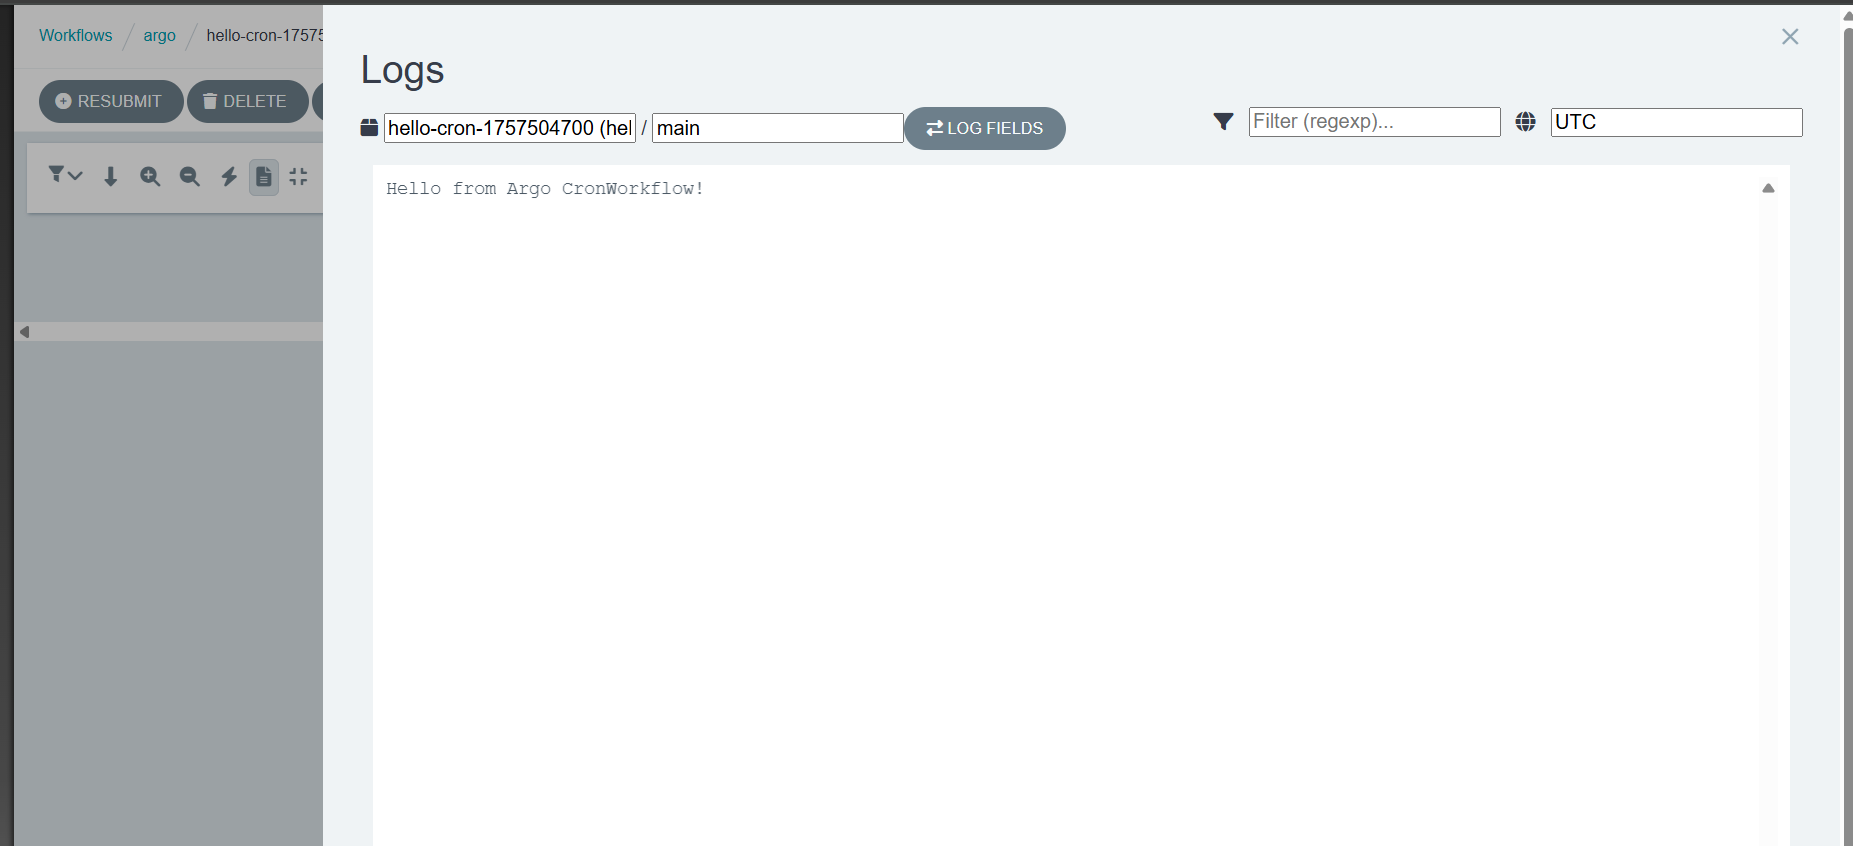 Workflows / argo / hello-cron-1757
RESUBMIT DELETE
Logs
hello-cron-1757504700 (hel / main LOG FIELDS Filter (regexp)... UTC
Hello from Argo CronWorkflow!